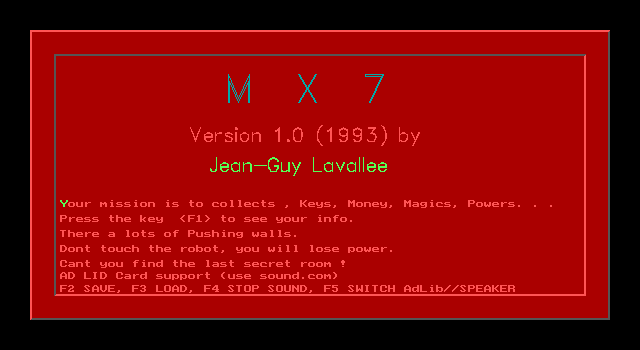 M X 7
Version 1.0 (1993) by
Jean-Guy Lavallee
Your mission is to collects , Keys, Money, Magics, Powers. . .
Press the key <F1> to see your info.
There a lots of Pushing walls.
Dont touch the robot, you will lose power.
Cant you find the last secret room !
AD LID Card support (use sound.com)
F2 SAVE, F3 LOAD, F4 STOP SOUND, F5 SWITCH AdLib//SPEAKER